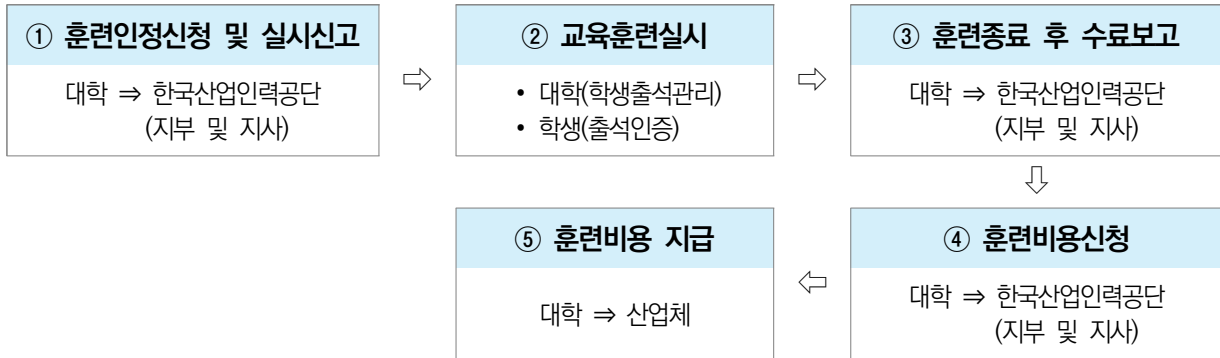 ① 훈련인정신청 및 실시신고
대학 ⇒ 한국산업인력공단
(지부 및 지사)
⇨
② 교육훈련실시
• 대학(학생출석관리)
• 학생(출석인증)
⇨
③ 훈련종료 후 수료보고
대학 ⇒ 한국산업인력공단
(지부 및 지사)
⇩
④ 훈련비용신청
대학 ⇒ 한국산업인력공단
(지부 및 지사)
⇦
⑤ 훈련비용 지급
대학 ⇒ 산업체